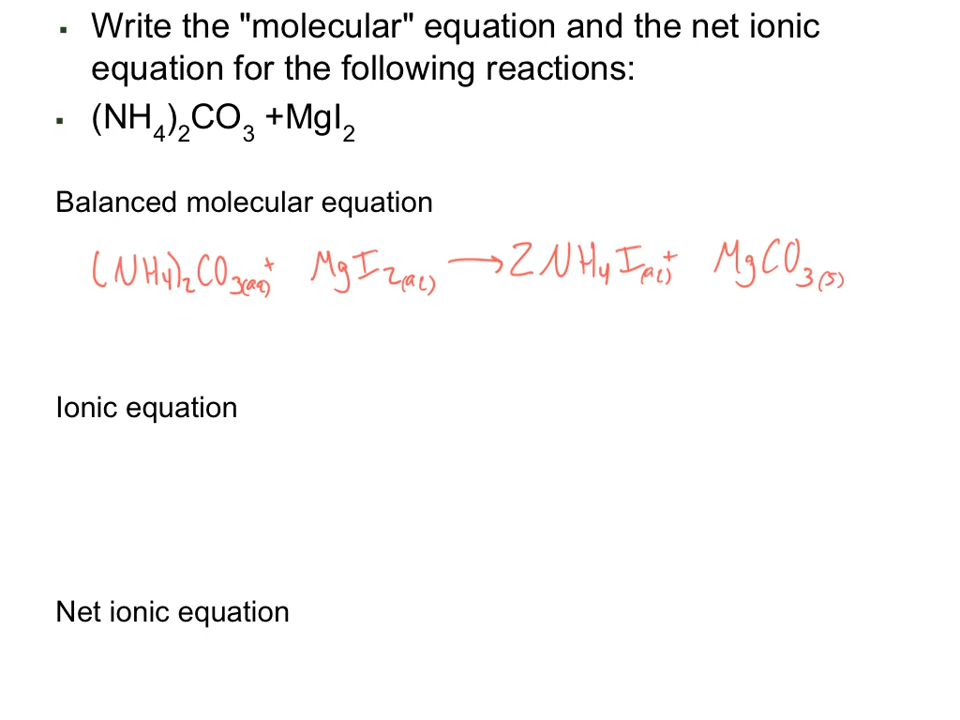 ▪ Write the "molecular" equation and the net ionic
equation for the following reactions:
▪ (NH₄)₂CO₃ +MgI₂
Balanced molecular equation
(NH4)₂CO₃(aq) + MgI₂(aq) → 2NH₄I(aq) + MgCO₃(s)
Ionic equation
Net ionic equation